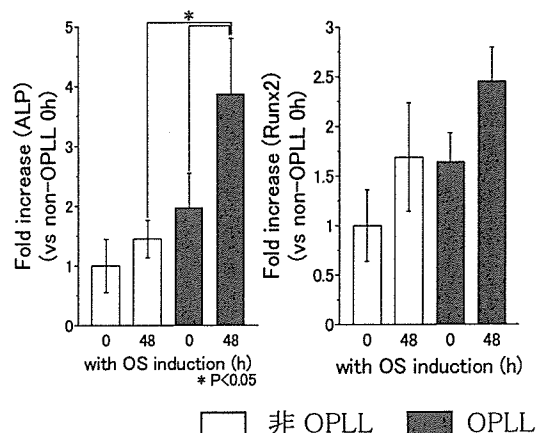 *
Fold increase (ALP)
(vs non-OPLL 0h)
5
4
3
2
1
0
0 48 0 48
with OS induction (h)
* P<0.05
Fold increase (Runx2)
(vs non-OPLL 0h)
3
2.5
2
1.5
1
0.5
0
0 48 0 48
with OS induction (h)
非 OPLL OPLL